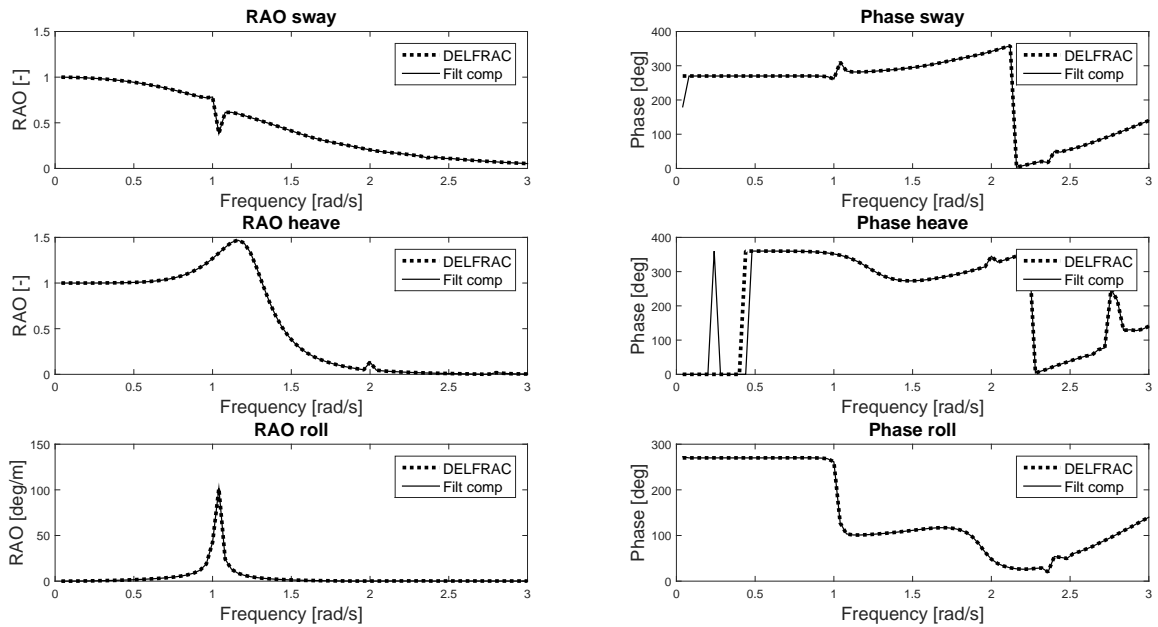 RAO sway
1.5
1
0.5
0
RAO [-]
DELFRAC
Filt comp
0 0.5 1 1.5 2 2.5 3
Frequency [rad/s]
Phase sway
400
300
200
100
0
Phase [deg]
DELFRAC
Filt comp
0 0.5 1 1.5 2 2.5 3
Frequency [rad/s]
RAO heave
1.5
1
0.5
0
RAO [-]
DELFRAC
Filt comp
0 0.5 1 1.5 2 2.5 3
Frequency [rad/s]
Phase heave
400
300
200
100
0
Phase [deg]
DELFRAC
Filt comp
0 0.5 1 1.5 2 2.5 3
Frequency [rad/s]
RAO roll
150
100
50
0
RAO [deg/m]
DELFRAC
Filt comp
0 0.5 1 1.5 2 2.5 3
Frequency [rad/s]
Phase roll
300
200
100
0
Phase [deg]
DELFRAC
Filt comp
0 0.5 1 1.5 2 2.5 3
Frequency [rad/s]